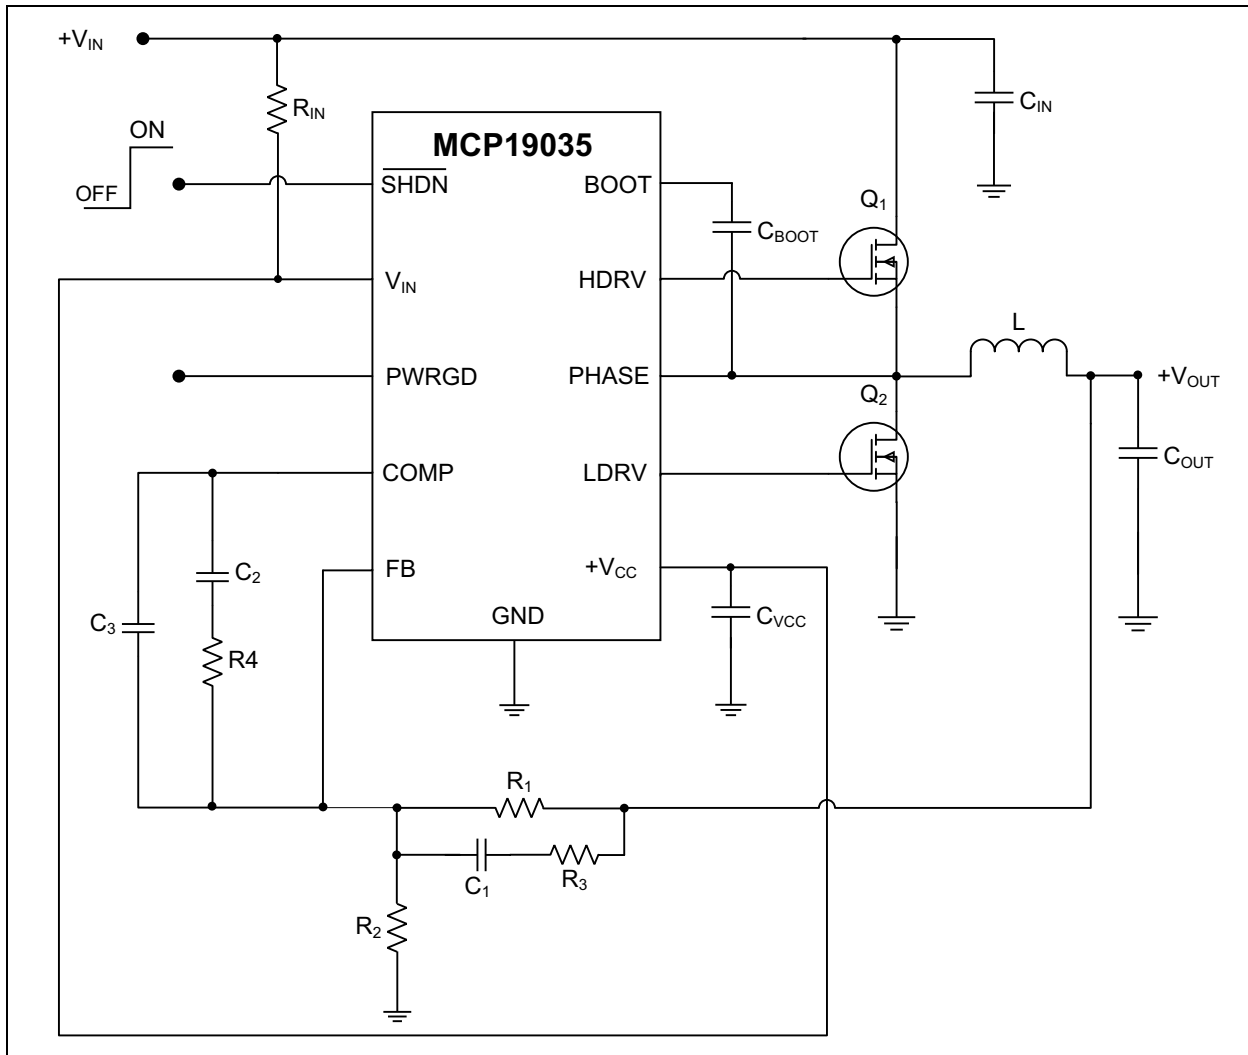 +VIN
RIN
CIN
ON
OFF
MCP19035
SHDN
BOOT
CBOOT
Q1
VIN
HDRV
L
PWRGD
PHASE
+VOUT
Q2
COMP
LDRV
COUT
C2
FB
+VCC
C3
GND
CVCC
R4
R1
C1
R3
R2